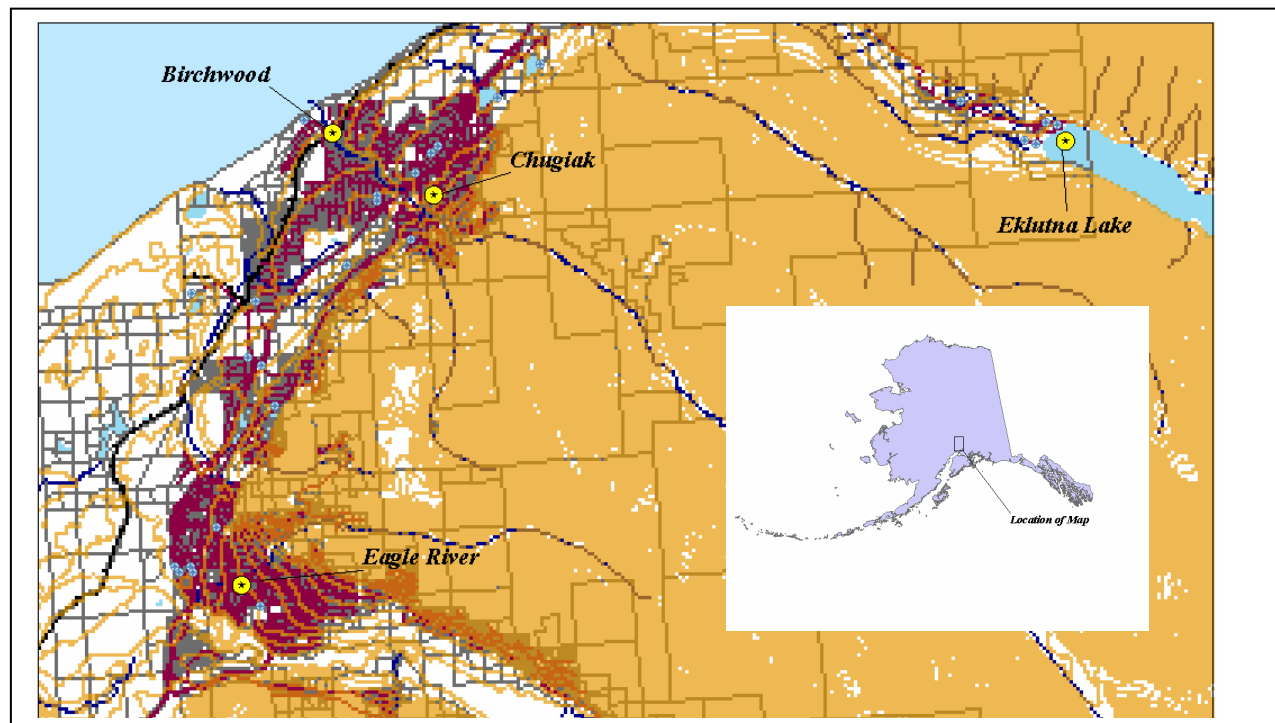 Birchwood
Chugiak
Eklutna Lake
Location of Map
Eagle River